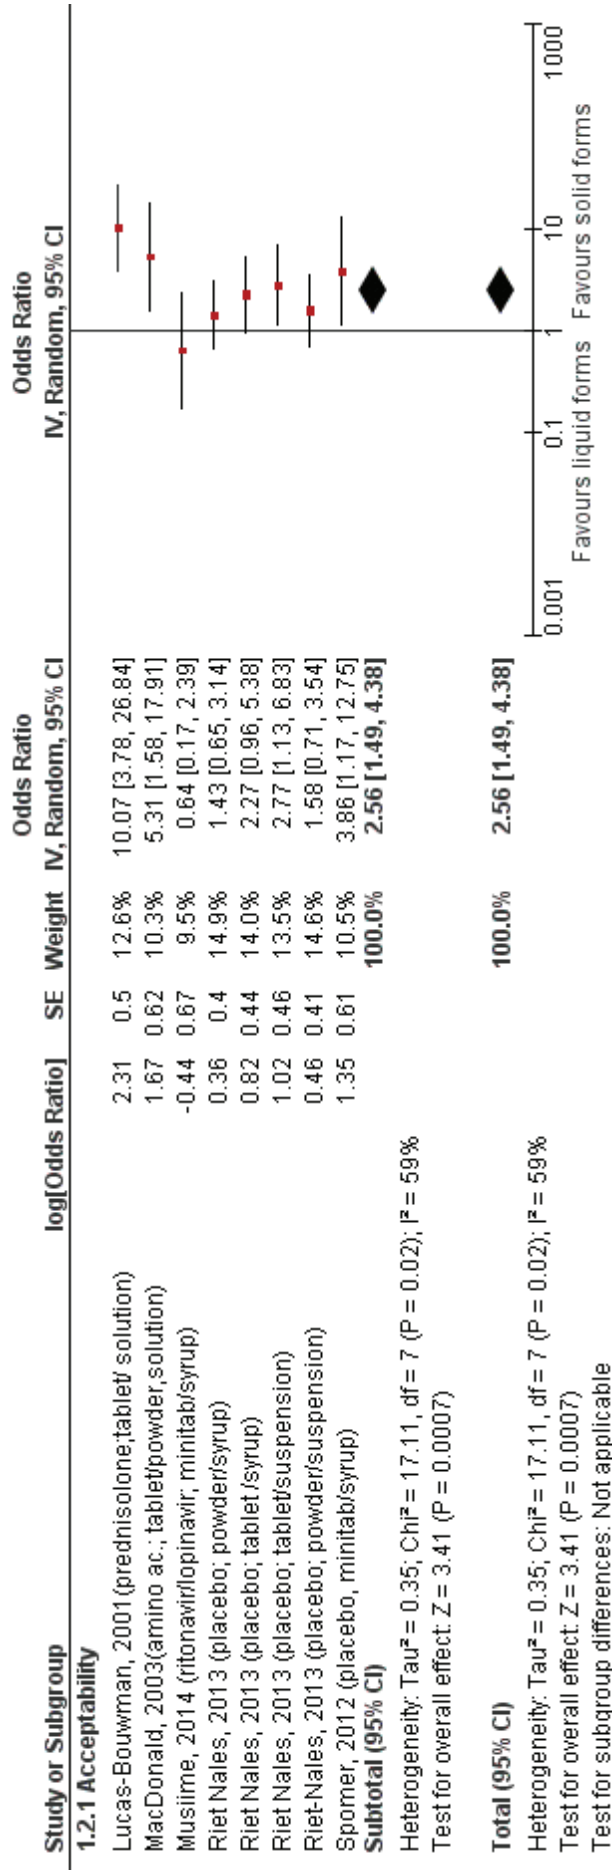 Odds Ratio Odds Ratio
Study or Subgroup log[Odds Ratio] SE Weight IV, Random, 95% CI IV, Random, 95% CI
1.2.1 Acceptability
Lucas-Bouwman, 2001(prednisolone;tablet/ solution) 2.31 0.5 12.6% 10.07 [3.78, 26.84]
MacDonald, 2003(amino ac.; tablet/powder,solution) 1.67 0.62 10.3% 5.31 [1.58, 17.91]
Musiime, 2014 (ritonavir/lopinavir; minitab/syrup) -0.44 0.67 9.5% 0.64 [0.17, 2.39]
Riet Nales, 2013 (placebo; powder/syrup) 0.36 0.4 14.9% 1.43 [0.65, 3.14]
Riet Nales, 2013 (placebo; tablet /syrup) 0.82 0.44 14.0% 2.27 [0.96, 5.38]
Riet Nales, 2013 (placebo; tablet/suspension) 1.02 0.46 13.5% 2.77 [1.13, 6.83]
Riet-Nales, 2013 (placebo; powder/suspension) 0.46 0.41 14.6% 1.58 [0.71, 3.54]
Spomer, 2012 (placebo, minitab/syrup) 1.35 0.61 10.5% 3.86 [1.17, 12.75]
Subtotal (95% CI) 100.0% 2.56 [1.49, 4.38]
Heterogeneity: Tau² = 0.35; Chi² = 17.11, df = 7 (P = 0.02); I² = 59%
Test for overall effect: Z = 3.41 (P = 0.0007)
Total (95% CI) 100.0% 2.56 [1.49, 4.38]
Heterogeneity: Tau² = 0.35; Chi² = 17.11, df = 7 (P = 0.02); I² = 59%
Test for overall effect: Z = 3.41 (P = 0.0007)
Test for subgroup differences: Not applicable
0.001 0.1 1 10 1000
Favours liquid forms Favours solid forms